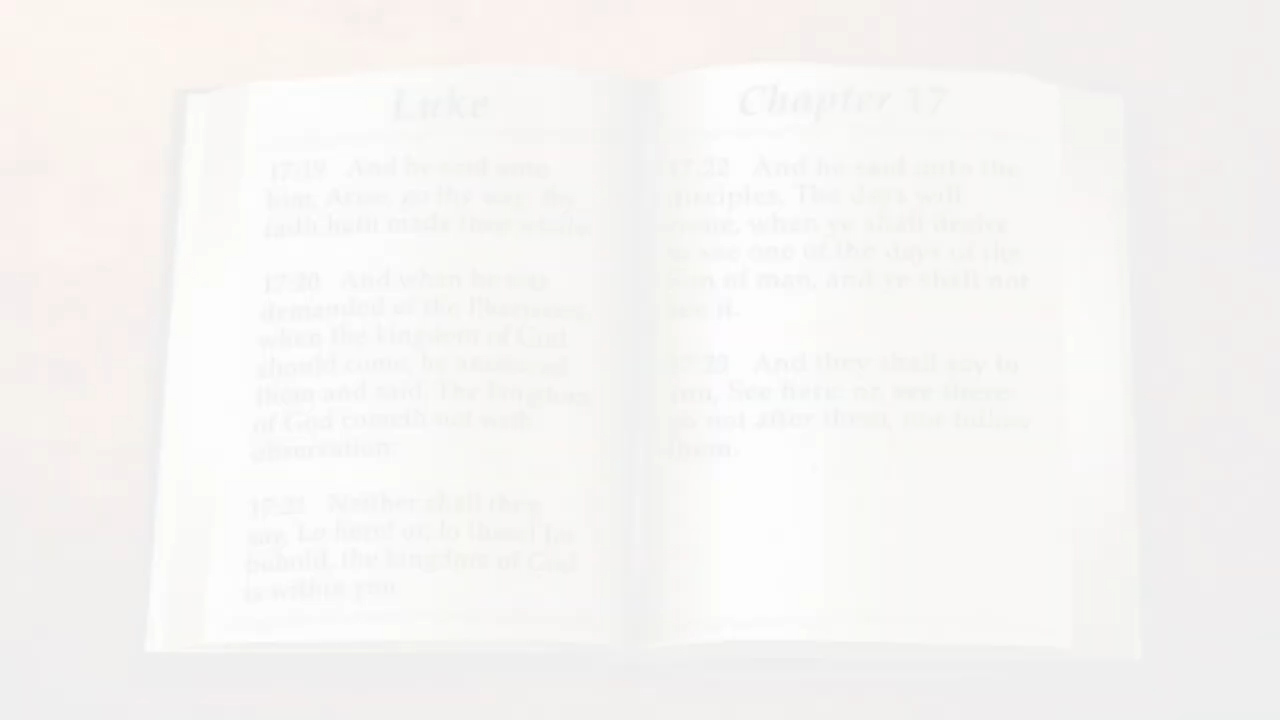 Luke
17:19 And he said unto
him, Arise, go thy way: thy
faith hath made thee whole.
17:20 And when he was
demanded of the Pharisees,
when the kingdom of God
should come, he answered
them and said, The kingdom
of God cometh not with
observation:
17:21 Neither shall they
say, Lo here! or, lo there! for,
behold, the kingdom of God
is within you.
Chapter 17
17:22 And he said unto the
disciples, The days will
come, when ye shall desire
to see one of the days of the
Son of man, and ye shall not
see it.
17:23 And they shall say to
you, See here; or, see there:
go not after them, nor follow
them.